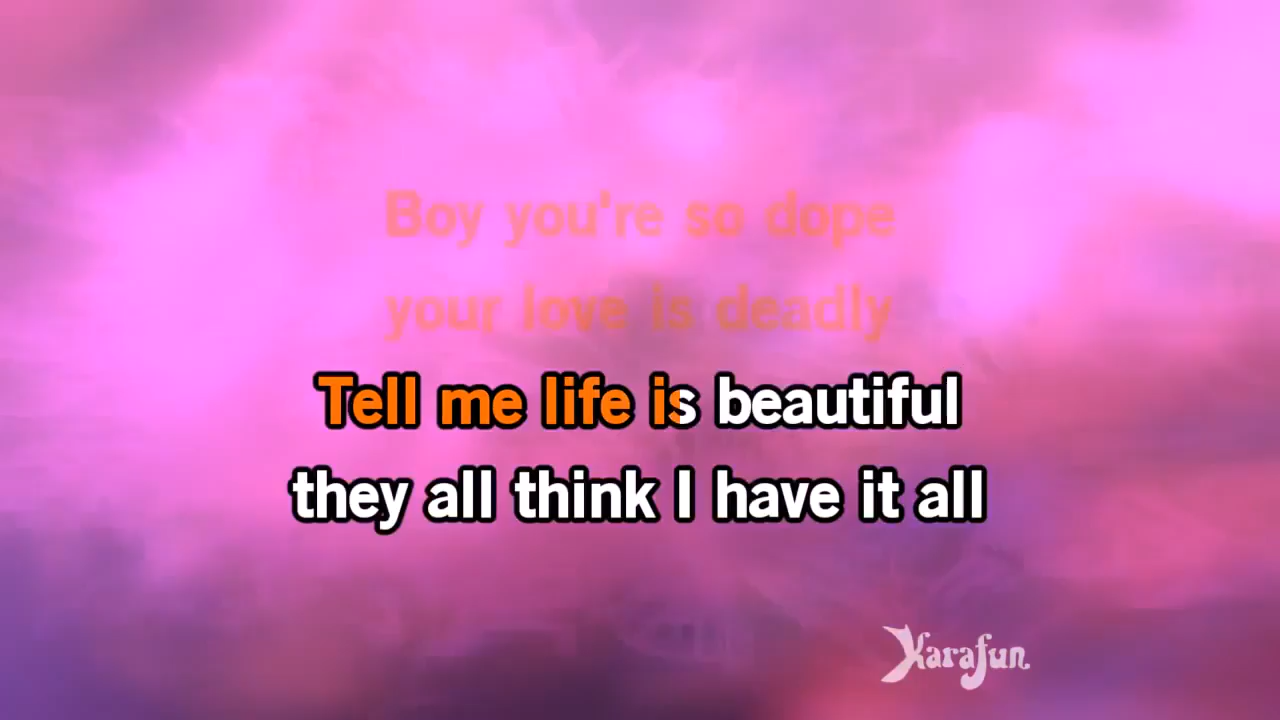 Boy you're so dope
your love is deadly
Tell me life is beautiful
they all think I have it all
Karafun